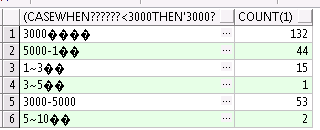 (CASEWHEN??????<3000THEN'3000? COUNT(1)
1 3000���� ... 132
2 5000-1�� ... 44
3 1~3�� ... 15
4 3~5�� ... 1
5 3000-5000 ... 53
6 5~10�� ... 2